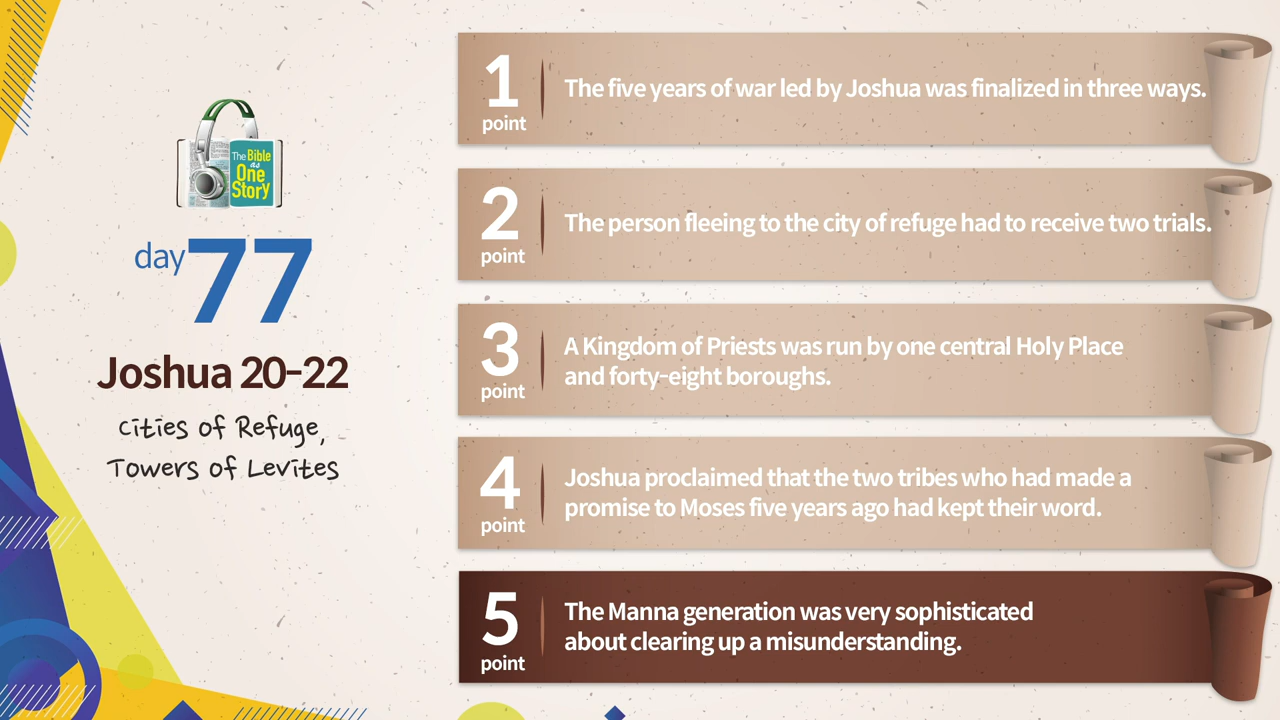 The Bible
as
One
Story
day77
Joshua 20-22
Cities of Refuge,
Towers of Levites
1
point
The five years of war led by Joshua was finalized in three ways.
2
point
The person fleeing to the city of refuge had to receive two trials.
3
point
A Kingdom of Priests was run by one central Holy Place
and forty-eight boroughs.
4
point
Joshua proclaimed that the two tribes who had made a
promise to Moses five years ago had kept their word.
5
point
The Manna generation was very sophisticated
about clearing up a misunderstanding.